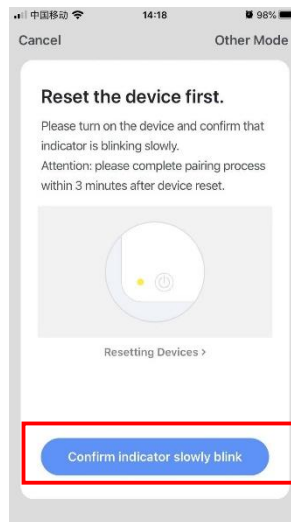 中国移动 14:18 98%
Cancel Other Mode
Reset the device first.
Please turn on the device and confirm that
indicator is blinking slowly.
Attention: please complete pairing process
within 3 minutes after device reset.
Resetting Devices >
Confirm indicator slowly blink